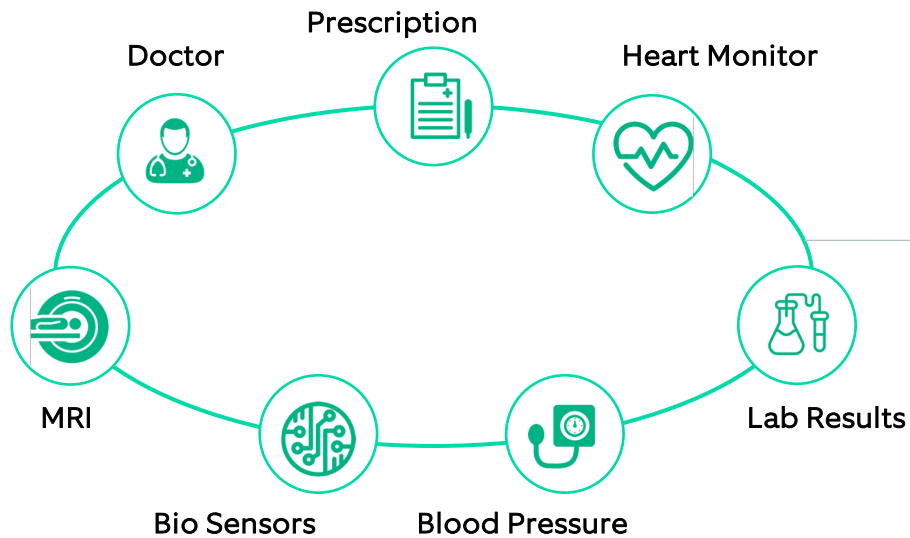 Prescription
Doctor
Heart Monitor
MRI
Lab Results
Bio Sensors
Blood Pressure